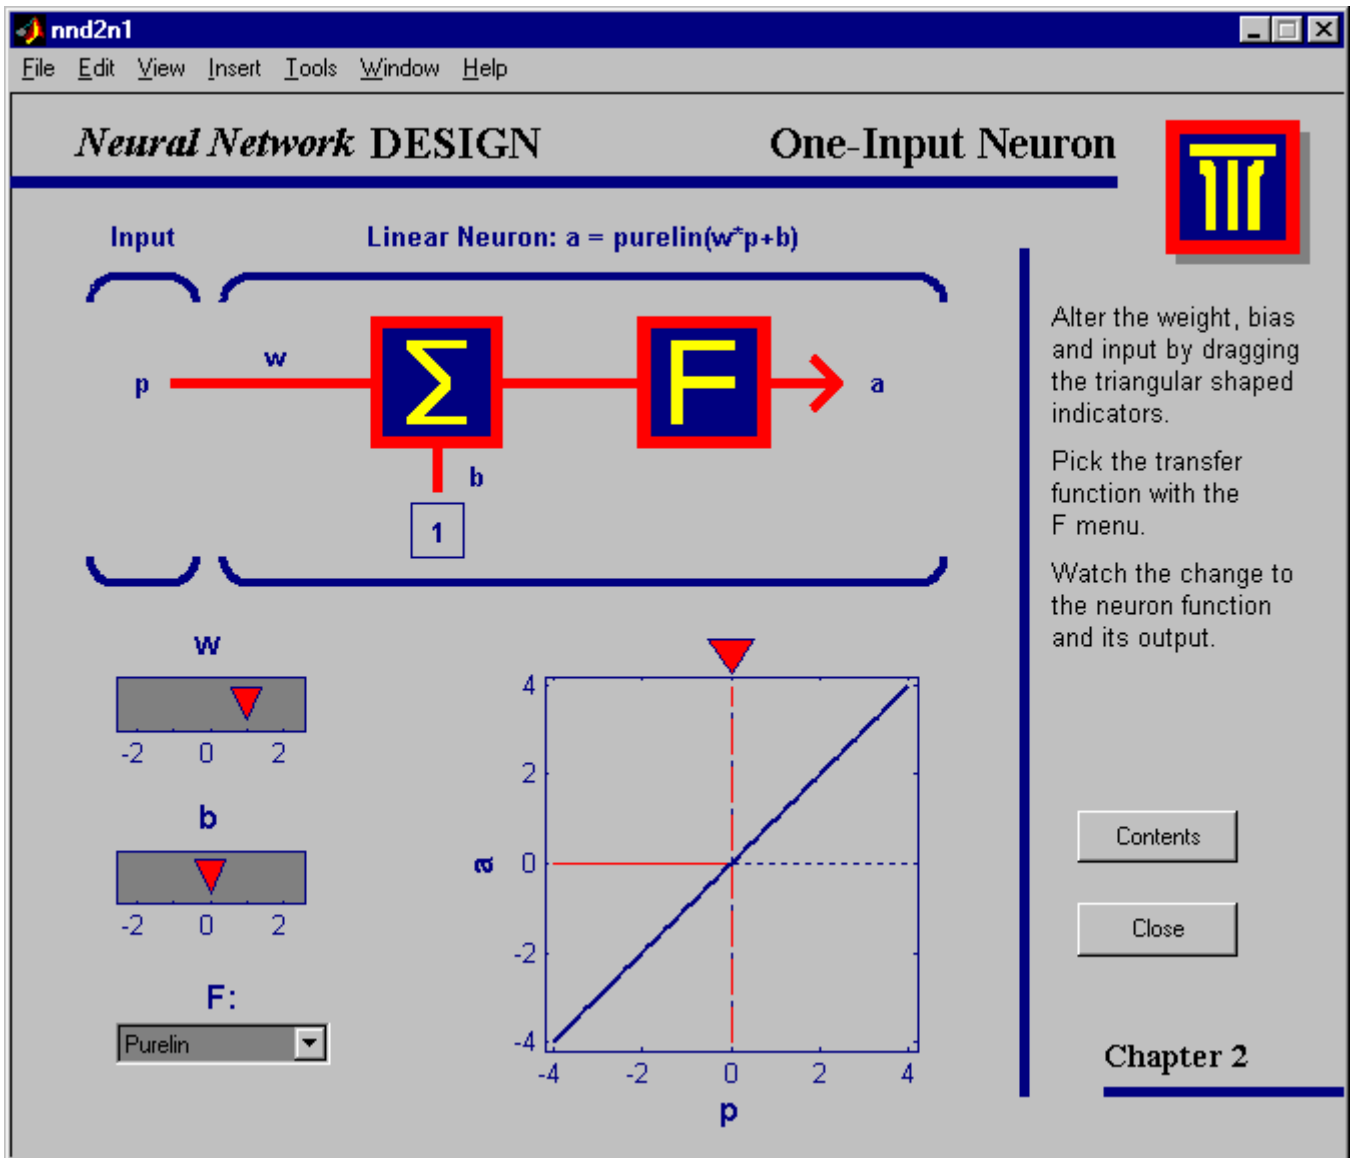 nnd2n1
File Edit View Insert Tools Window Help
Neural Network DESIGN
One-Input Neuron
Input
Linear Neuron: a = purelin(w*p+b)
p
w
Σ
F
a
b
1
Alter the weight, bias
and input by dragging
the triangular shaped
indicators.
Pick the transfer
function with the
F menu.
Watch the change to
the neuron function
and its output.
w
-2 0 2
b
-2 0 2
F:
Purelin
4
2
0
-2
-4
a
-4 -2 0 2 4
p
Contents
Close
Chapter 2